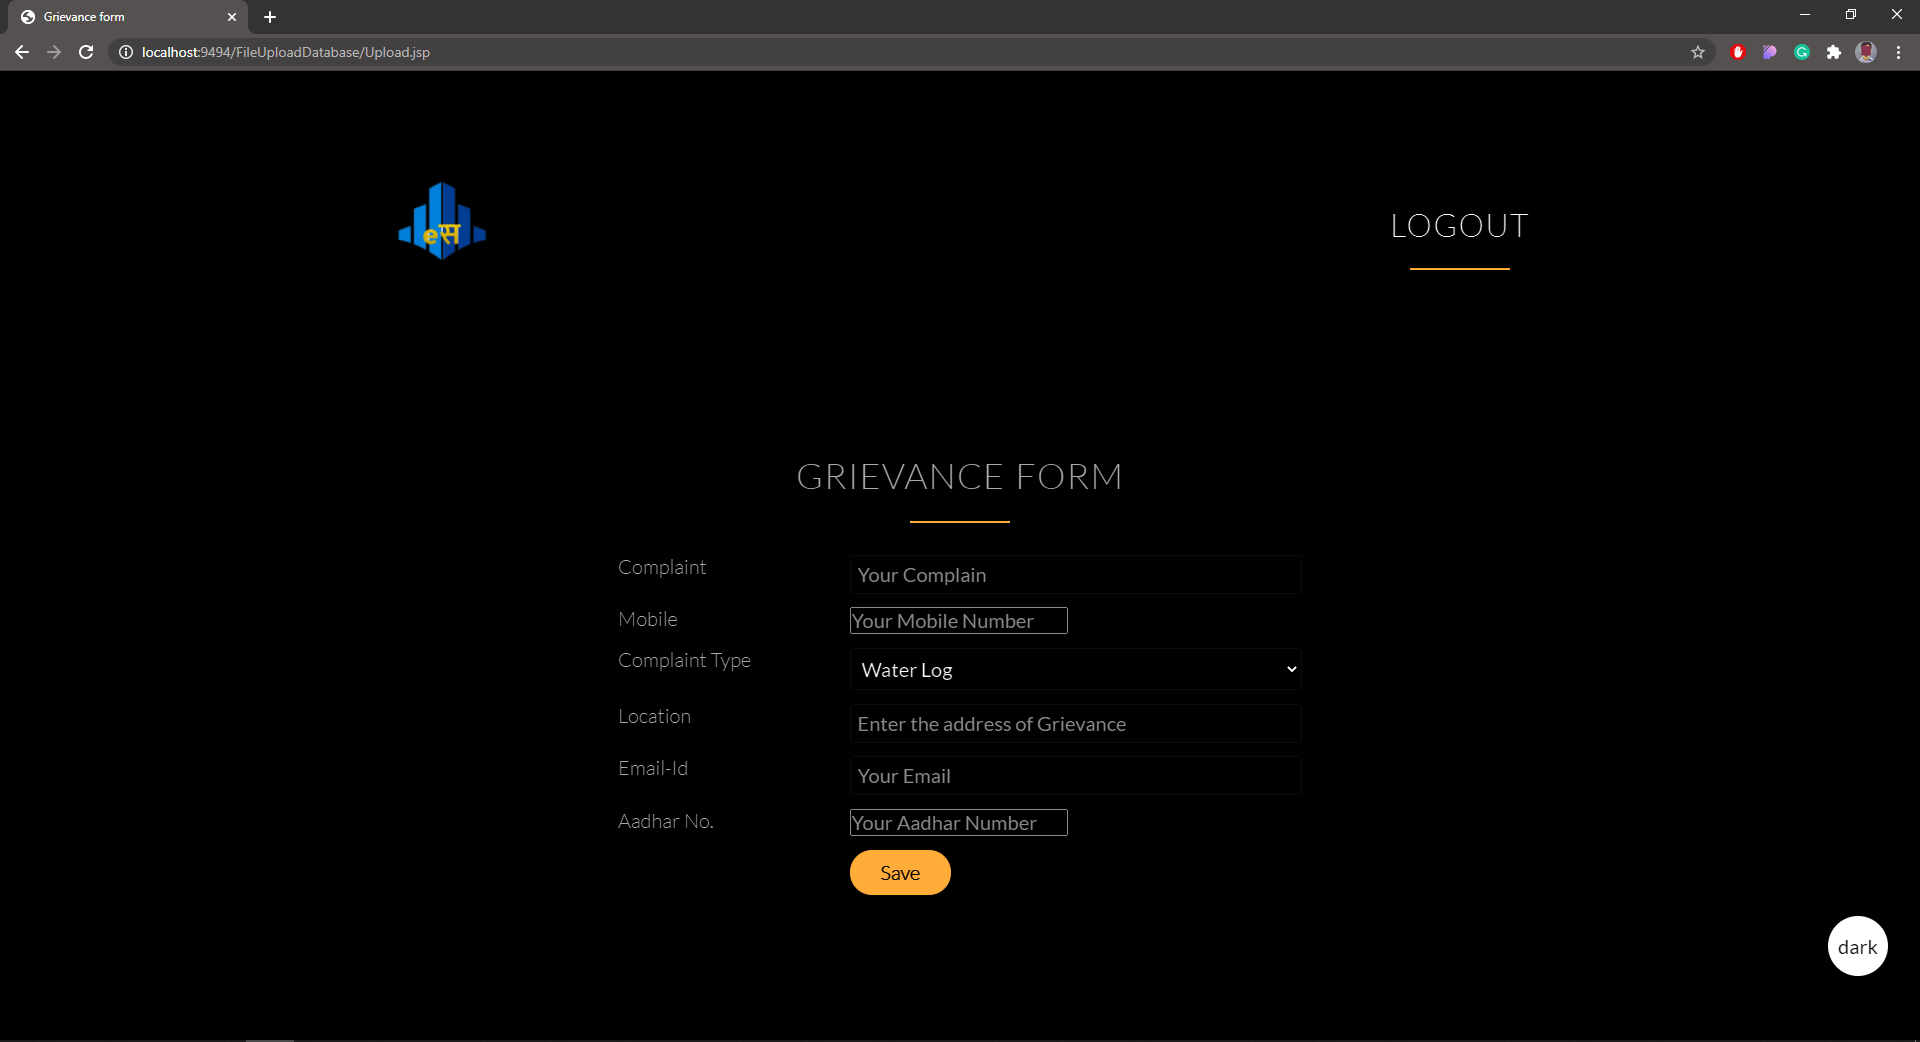 Grievance form
localhost:9494/FileUploadDatabase/Upload.jsp
eस
LOGOUT
GRIEVANCE FORM
Complaint
Your Complain
Mobile
Your Mobile Number
Complaint Type
Water Log
Location
Enter the address of Grievance
Email-Id
Your Email
Aadhar No.
Your Aadhar Number
Save
dark